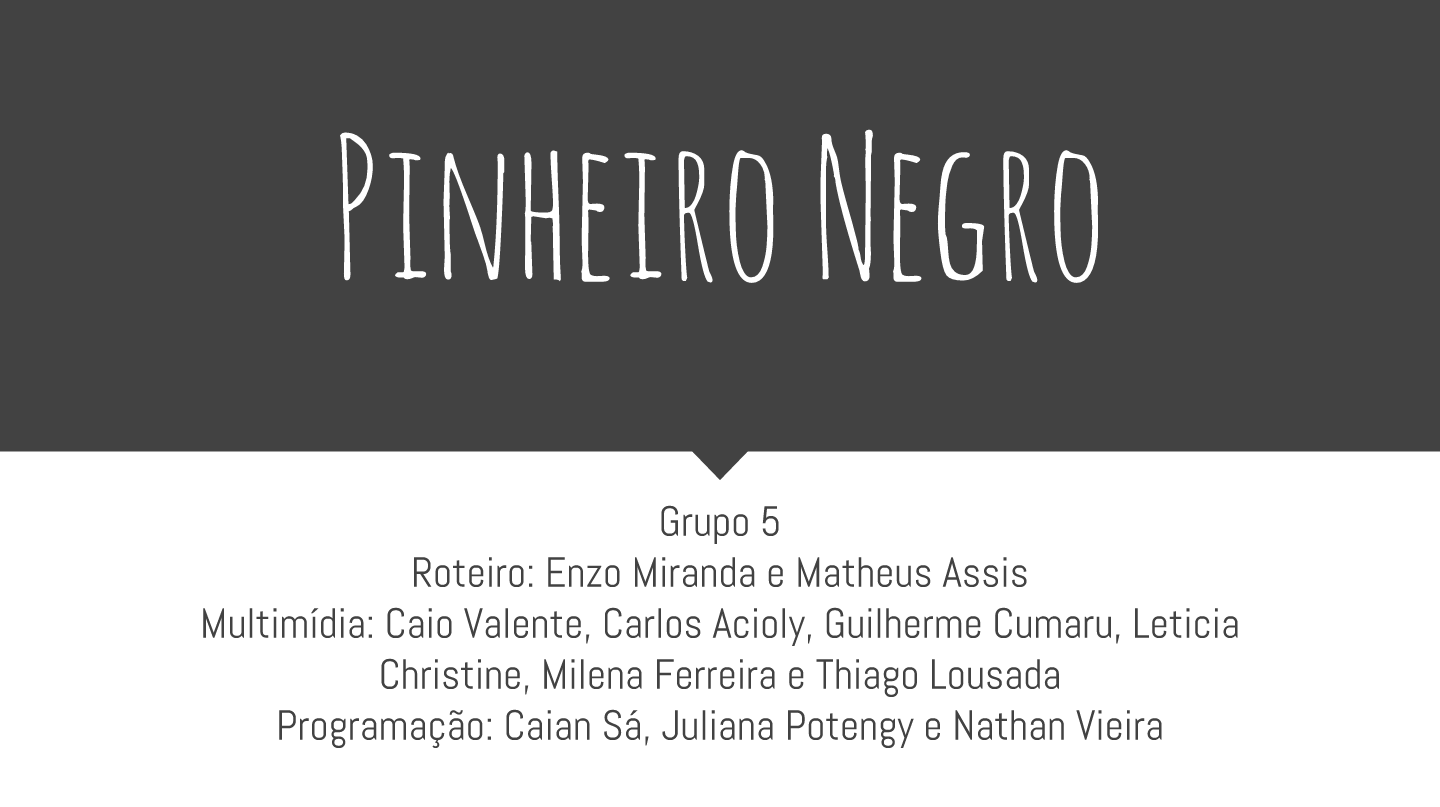 Pinheiro Negro
Grupo 5
Roteiro: Enzo Miranda e Matheus Assis
Multimídia: Caio Valente, Carlos Acioly, Guilherme Cumaru, Leticia
Christine, Milena Ferreira e Thiago Lousada
Programação: Caian Sá, Juliana Potengy e Nathan Vieira